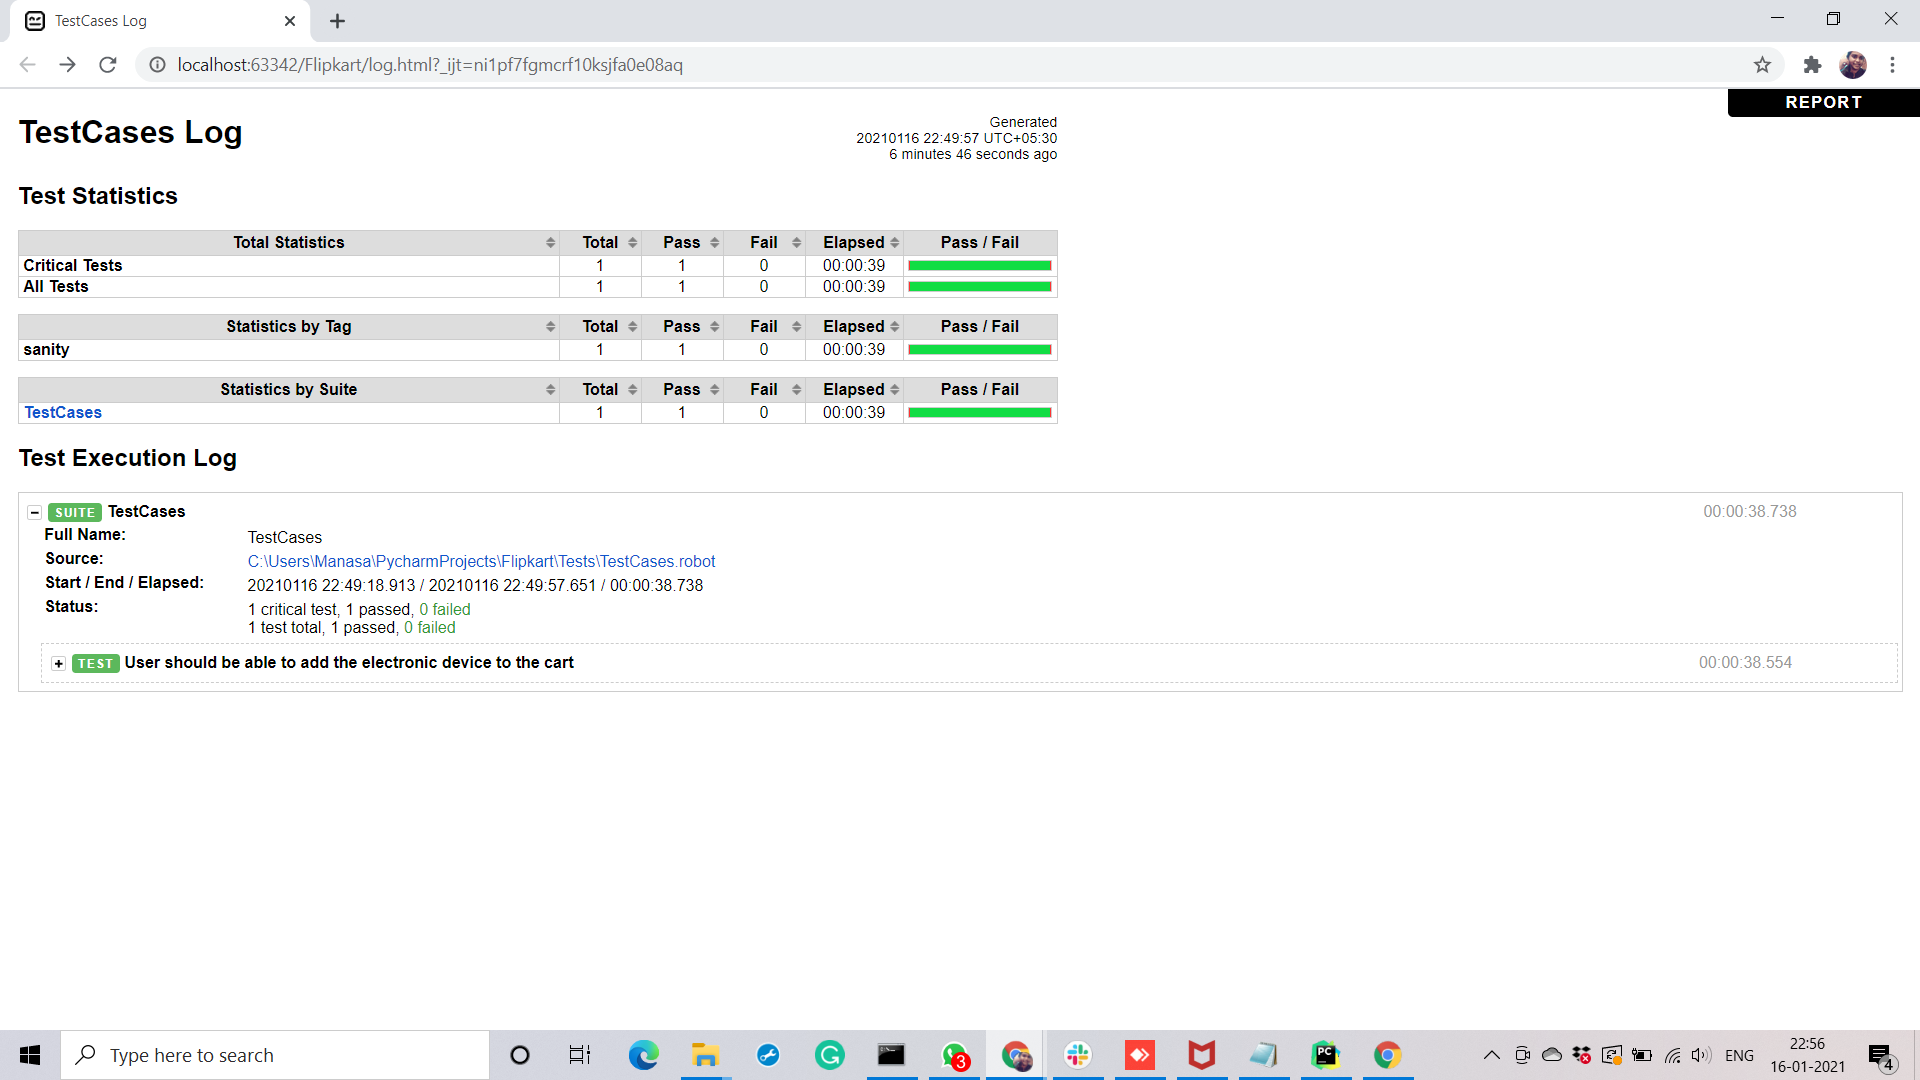 TestCases Log
localhost:63342/Flipkart/log.html?_ijt=ni1pf7fgmcrf10ksjfa0e08aq
REPORT
TestCases Log
Generated
20210116 22:49:57 UTC+05:30
6 minutes 46 seconds ago
Test Statistics
Total Statistics Total Pass Fail Elapsed Pass / Fail
Critical Tests 1 1 0 00:00:39
All Tests 1 1 0 00:00:39
Statistics by Tag Total Pass Fail Elapsed Pass / Fail
sanity 1 1 0 00:00:39
Statistics by Suite Total Pass Fail Elapsed Pass / Fail
TestCases 1 1 0 00:00:39
Test Execution Log
- SUITE TestCases 00:00:38.738
Full Name: TestCases
Source: C:\Users\Manasa\PycharmProjects\Flipkart\Tests\TestCases.robot
Start / End / Elapsed: 20210116 22:49:18.913 / 20210116 22:49:57.651 / 00:00:38.738
Status: 1 critical test, 1 passed, 0 failed
1 test total, 1 passed, 0 failed
+ TEST User should be able to add the electronic device to the cart 00:00:38.554
Type here to search
3
PC
ENG
22:56
16-01-2021
4